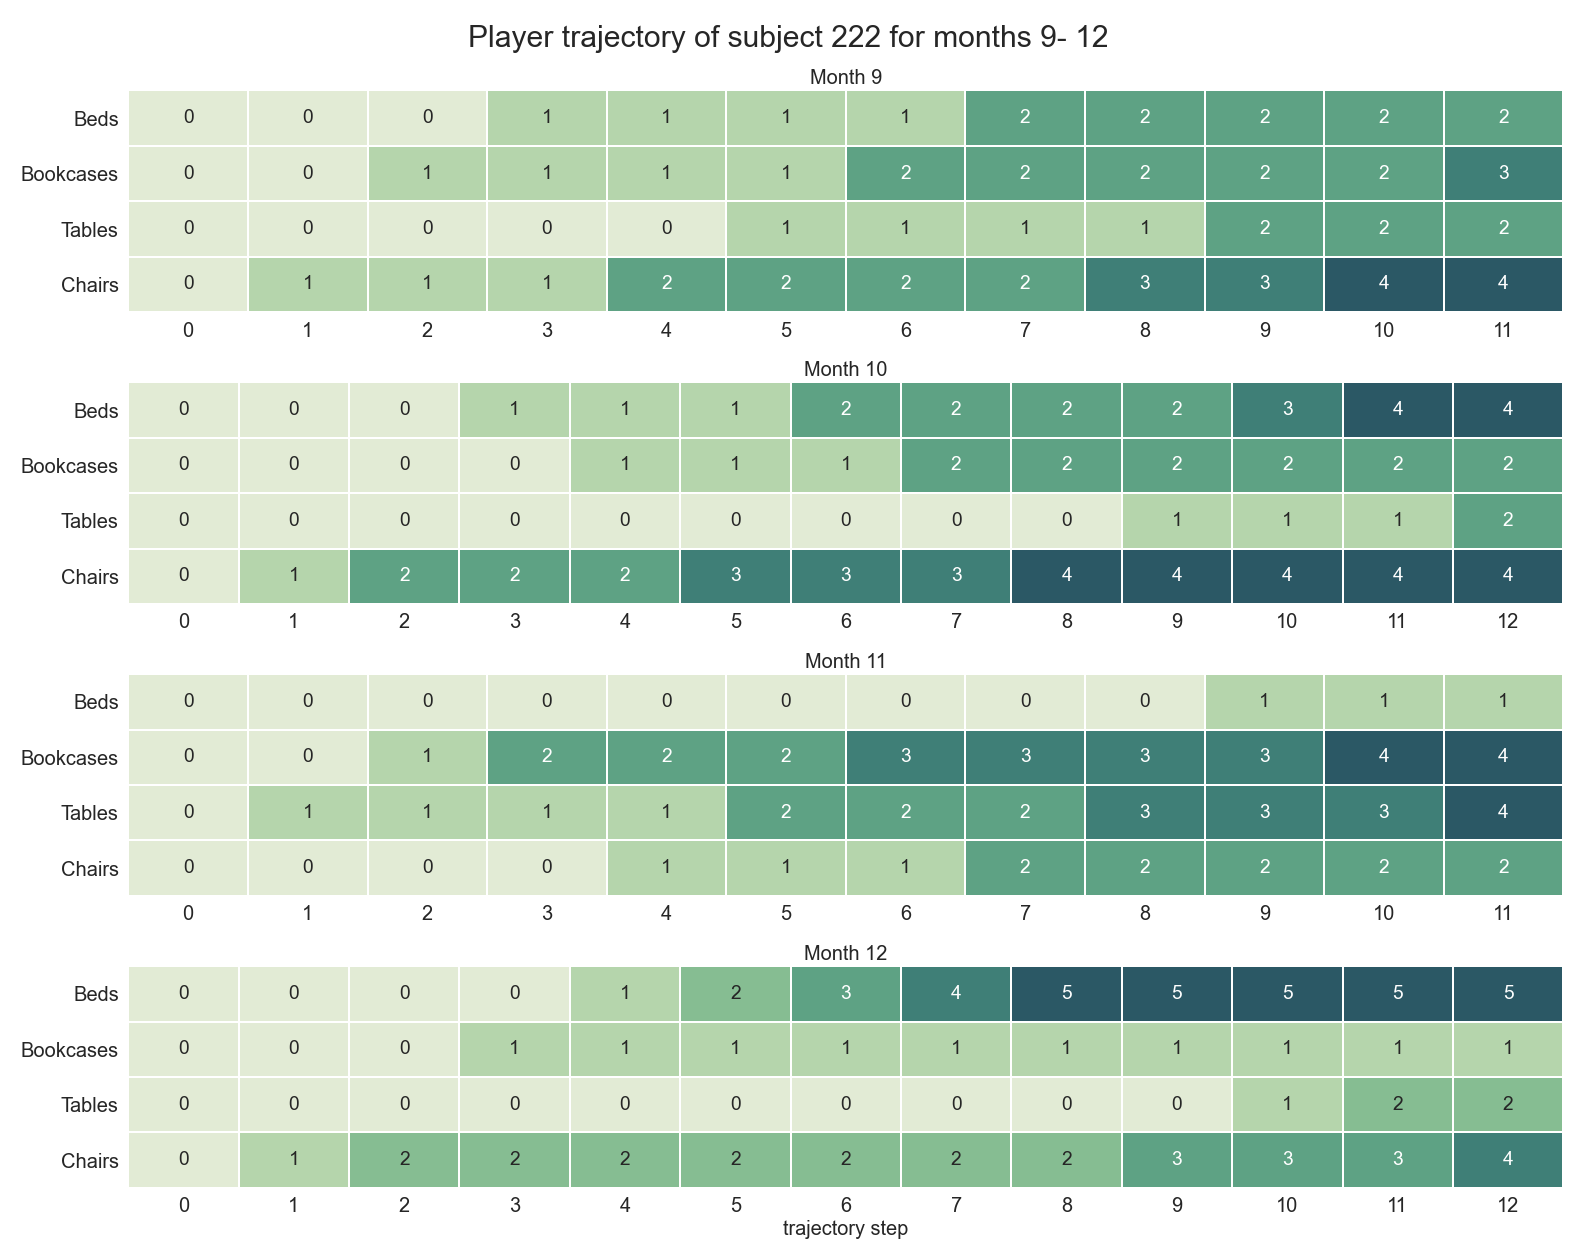 Player trajectory of subject 222 for months 9- 12
Month 9
Beds 0 0 0 1 1 1 1 2 2 2 2 2
Bookcases 0 0 1 1 1 1 2 2 2 2 2 3
Tables 0 0 0 0 0 1 1 1 1 2 2 2
Chairs 0 1 1 1 2 2 2 2 3 3 4 4
0 1 2 3 4 5 6 7 8 9 10 11
Month 10
Beds 0 0 0 1 1 1 2 2 2 2 3 4 4
Bookcases 0 0 0 0 1 1 1 2 2 2 2 2 2
Tables 0 0 0 0 0 0 0 0 0 1 1 1 2
Chairs 0 1 2 2 2 3 3 3 4 4 4 4 4
0 1 2 3 4 5 6 7 8 9 10 11 12
Month 11
Beds 0 0 0 0 0 0 0 0 0 1 1 1
Bookcases 0 0 1 2 2 2 3 3 3 3 4 4
Tables 0 1 1 1 1 2 2 2 3 3 3 4
Chairs 0 0 0 0 1 1 1 2 2 2 2 2
0 1 2 3 4 5 6 7 8 9 10 11
Month 12
Beds 0 0 0 0 1 2 3 4 5 5 5 5 5
Bookcases 0 0 0 1 1 1 1 1 1 1 1 1 1
Tables 0 0 0 0 0 0 0 0 0 0 1 2 2
Chairs 0 1 2 2 2 2 2 2 2 3 3 3 4
0 1 2 3 4 5 6 7 8 9 10 11 12
trajectory step